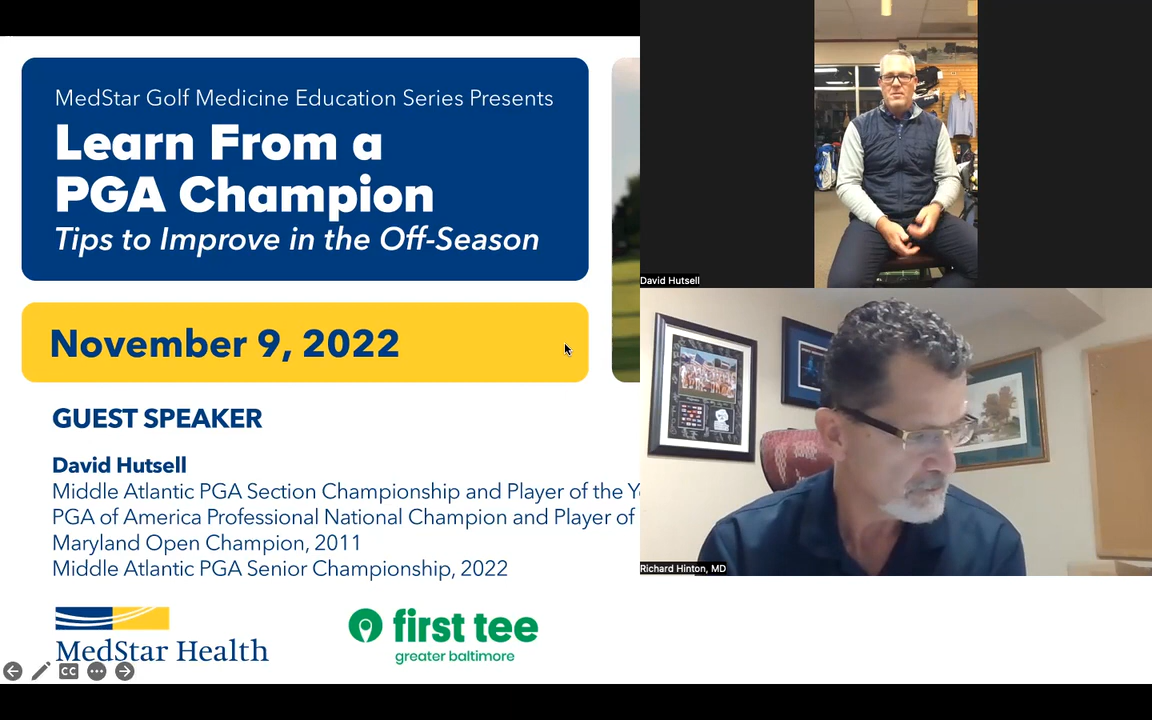 MedStar Golf Medicine Education Series Presents
Learn From a
PGA Champion
Tips to Improve in the Off-Season
November 9, 2022
GUEST SPEAKER
David Hutsell
Middle Atlantic PGA Section Championship and Player of the
PGA of America Professional National Champion and Player of
Maryland Open Champion, 2011
Middle Atlantic PGA Senior Championship, 2022
MedStar Health
first tee
greater baltimore
CC
David Hutsell
Richard Hinton, MD